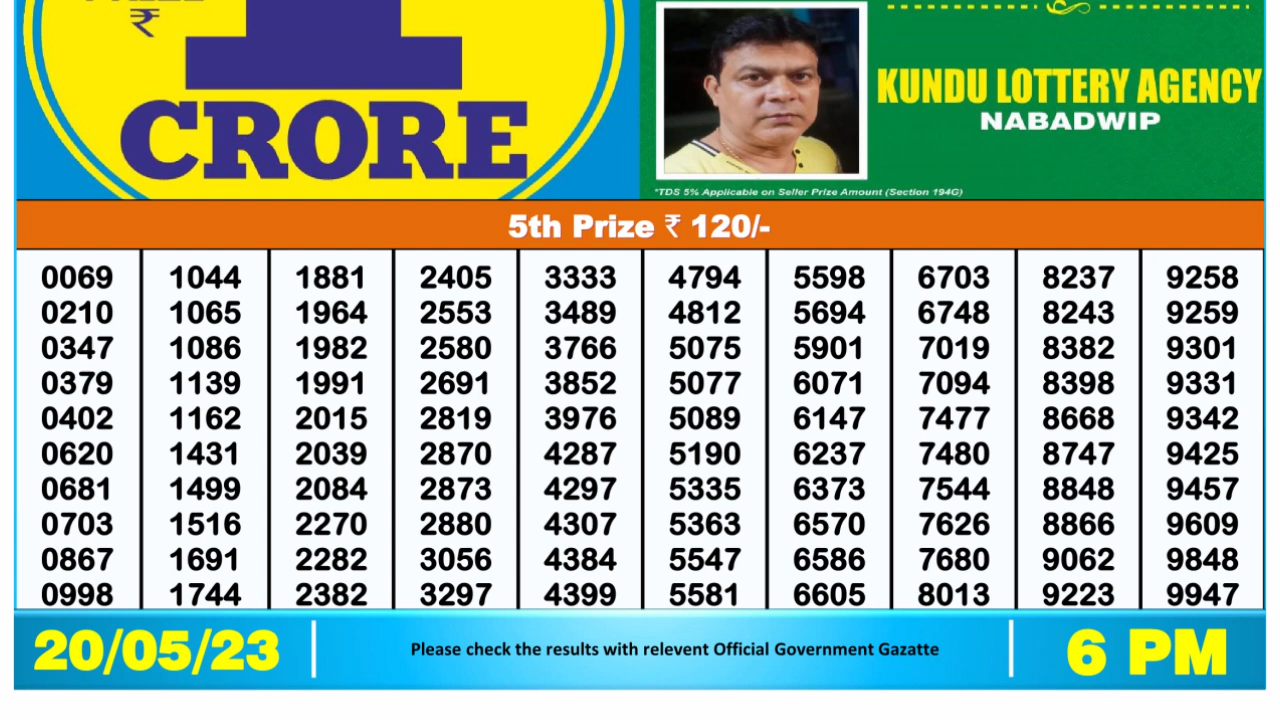 ₹
1
CRORE
KUNDU LOTTERY AGENCY
NABADWIP
*TDS 5% Applicable on Seller Prize Amount (Section 194G)
5th Prize ₹ 120/-
0069 1044 1881 2405 3333 4794 5598 6703 8237 9258
0210 1065 1964 2553 3489 4812 5694 6748 8243 9259
0347 1086 1982 2580 3766 5075 5901 7019 8382 9301
0379 1139 1991 2691 3852 5077 6071 7094 8398 9331
0402 1162 2015 2819 3976 5089 6147 7477 8668 9342
0620 1431 2039 2870 4287 5190 6237 7480 8747 9425
0681 1499 2084 2873 4297 5335 6373 7544 8848 9457
0703 1516 2270 2880 4307 5363 6570 7626 8866 9609
0867 1691 2282 3056 4384 5547 6586 7680 9062 9848
0998 1744 2382 3297 4399 5581 6605 8013 9223 9947
20/05/23
Please check the results with relevent Official Government Gazatte
6 PM